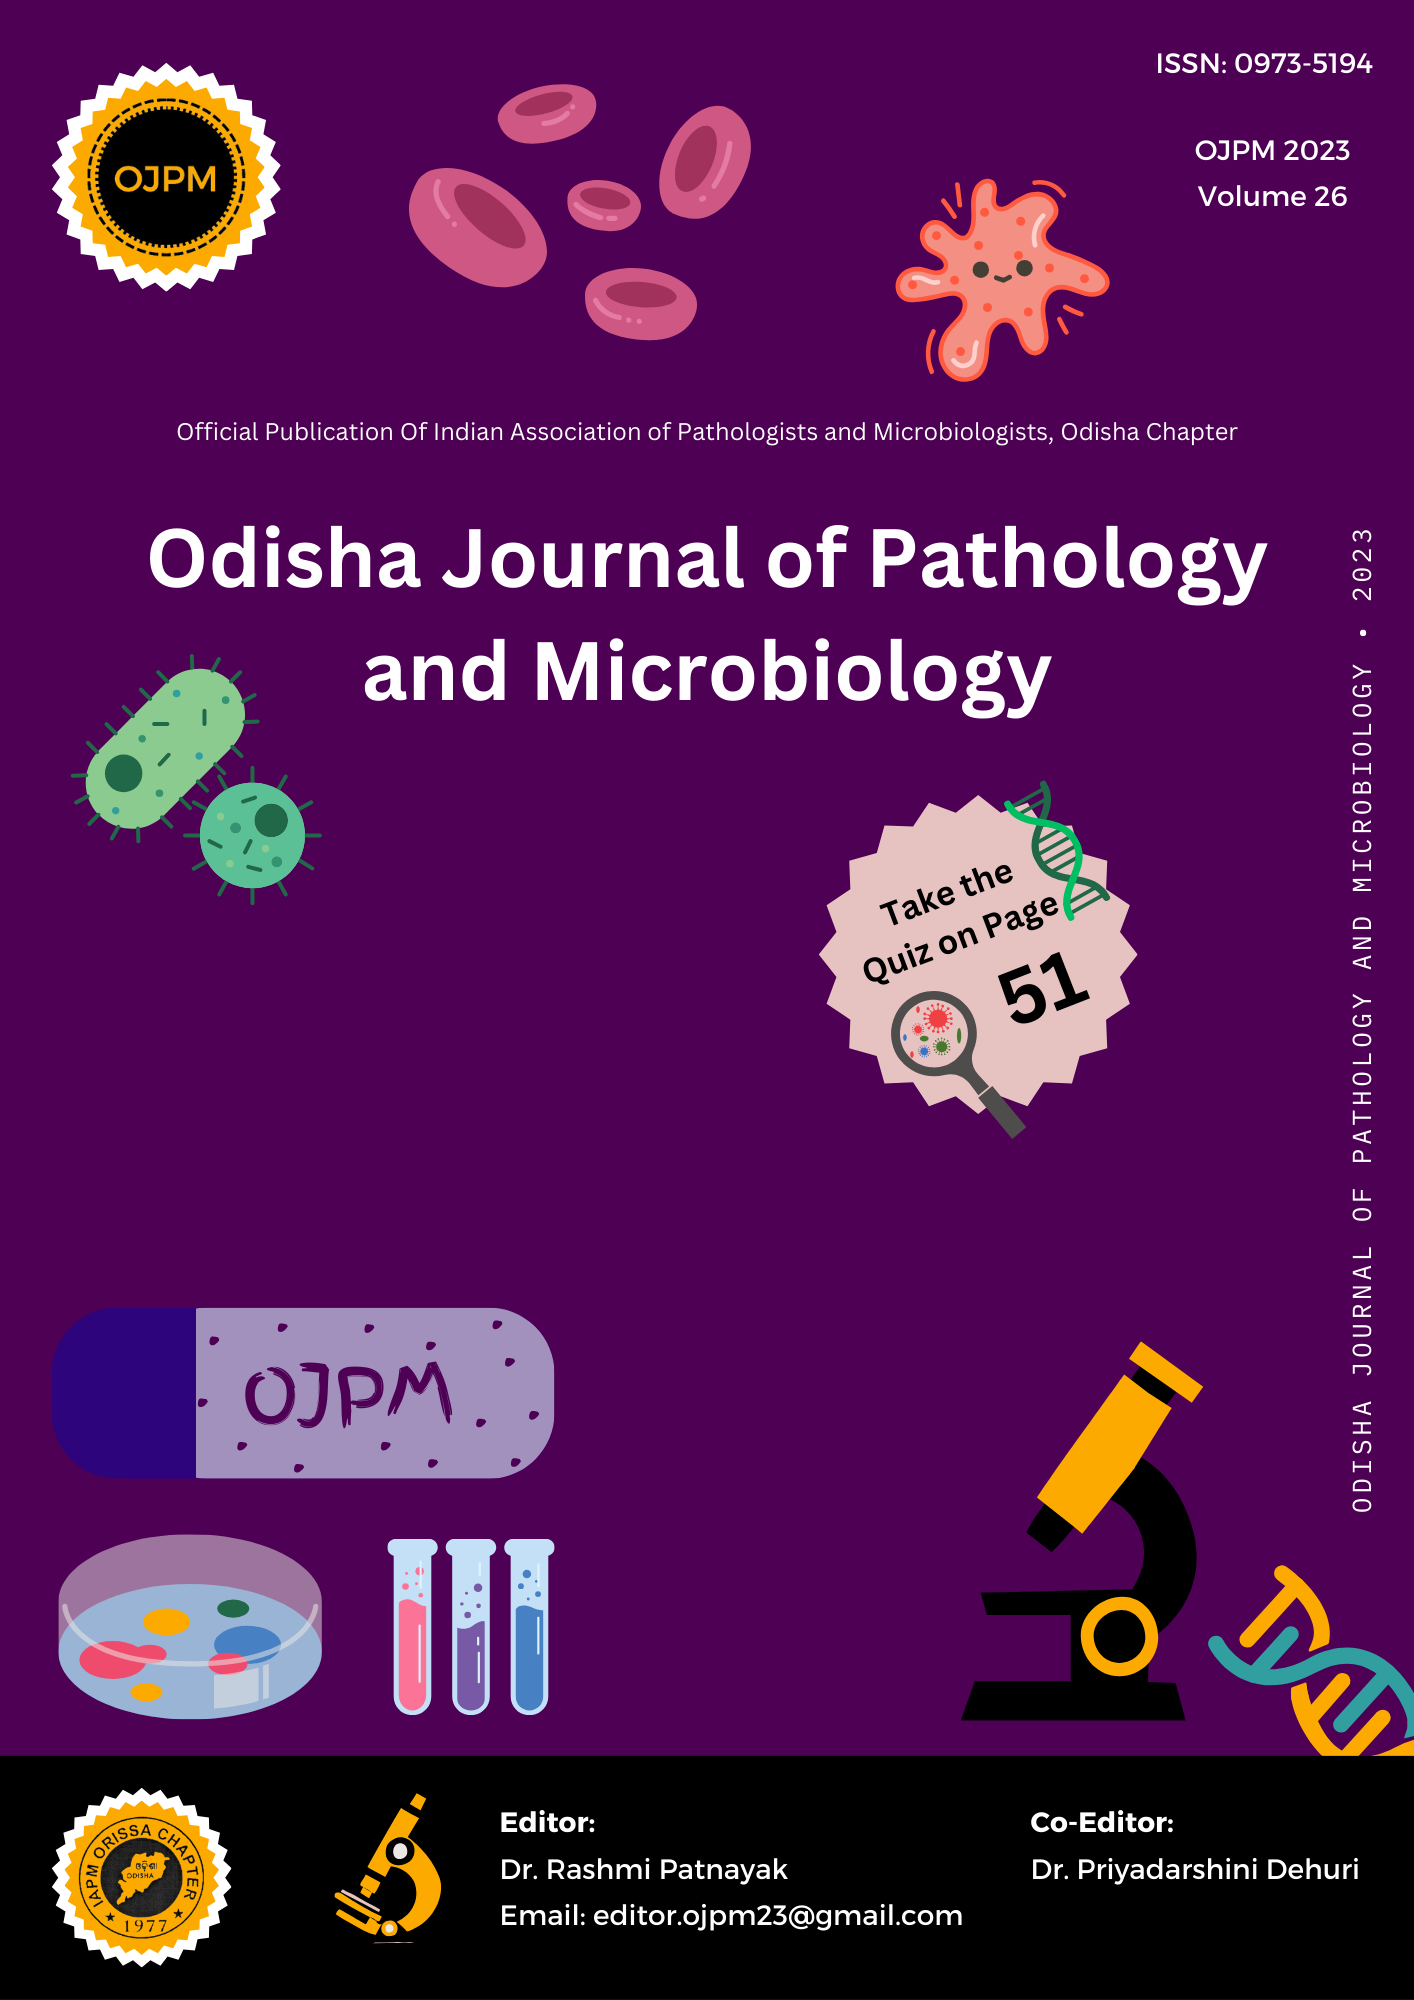 OJPM
ISSN: 0973-5194
OJPM 2023
Volume 26
Official Publication Of Indian Association of Pathologists and Microbiologists, Odisha Chapter
Odisha Journal of Pathology
and Microbiology
ODISHA JOURNAL OF PATHOLOGY AND MICROBIOLOGY • 2023
Take the
Quiz on Page
51
OJPM
IAPM ORISSA CHAPTER
ଓଡ଼ିଶା
ODISHA
★ 1977 ★
Editor:
Dr. Rashmi Patnayak
Email: editor.ojpm23@gmail.com
Co-Editor:
Dr. Priyadarshini Dehuri